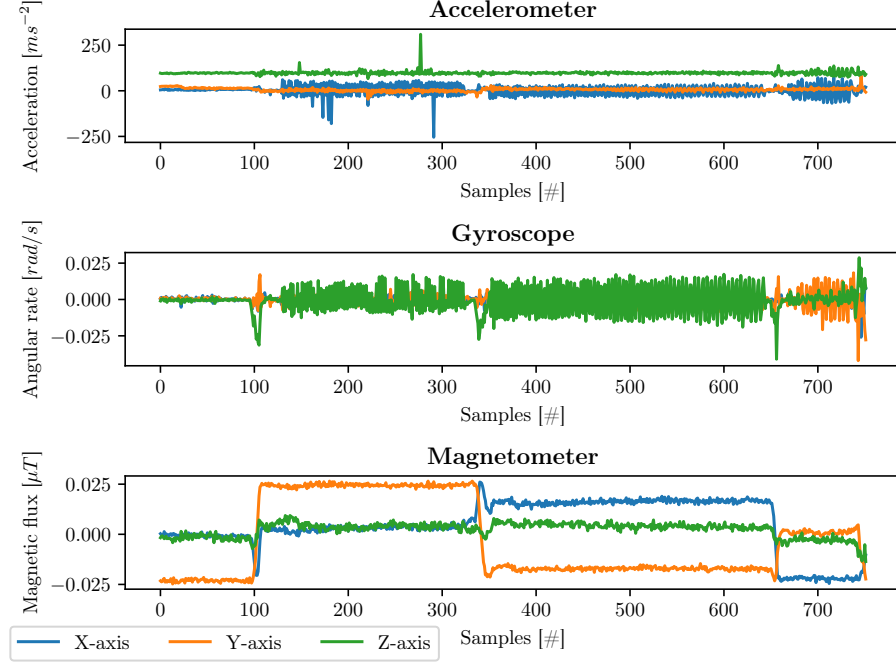 Accelerometer
Acceleration [ms⁻²]
250
0
−250
0 100 200 300 400 500 600 700
Samples [#]
Gyroscope
Angular rate [rad/s]
0.025
0.000
−0.025
0 100 200 300 400 500 600 700
Samples [#]
Magnetometer
Magnetic flux [μT]
0.025
0.000
−0.025
0 100 200 300 400 500 600 700
Samples [#]
X-axis Y-axis Z-axis